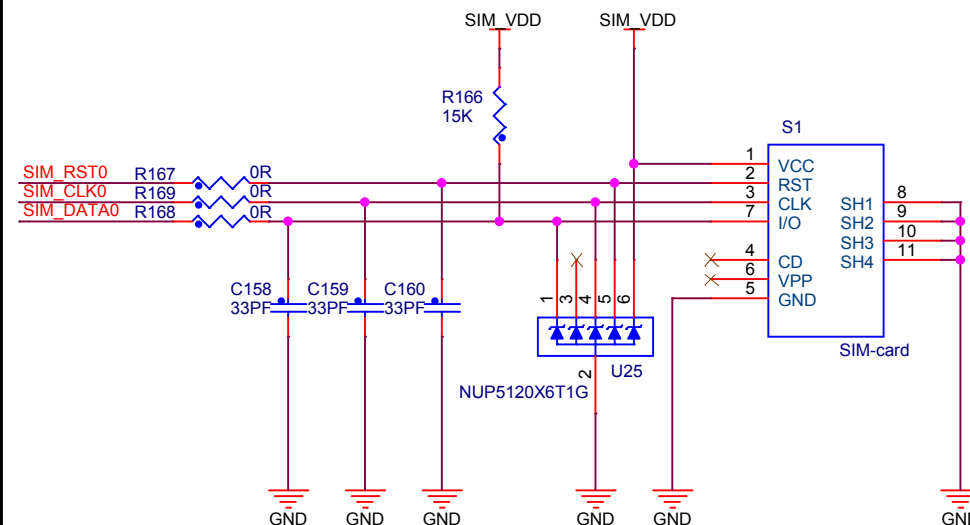 SIM_VDD SIM_VDD
R166
15K
S1
SIM_RST0 R167 0R
SIM_CLK0 R169 0R
SIM_DATA0 R168 0R
1 VCC
2 RST
3 CLK
7 I/O
4 CD
6 VPP
5 GND
SH1 8
SH2 9
SH3 10
SH4 11
SIM-card
C158
33PF
C159
33PF
C160
33PF
1 3 4 5 6
2
U25
NUP5120X6T1G
GND GND GND GND GND GND